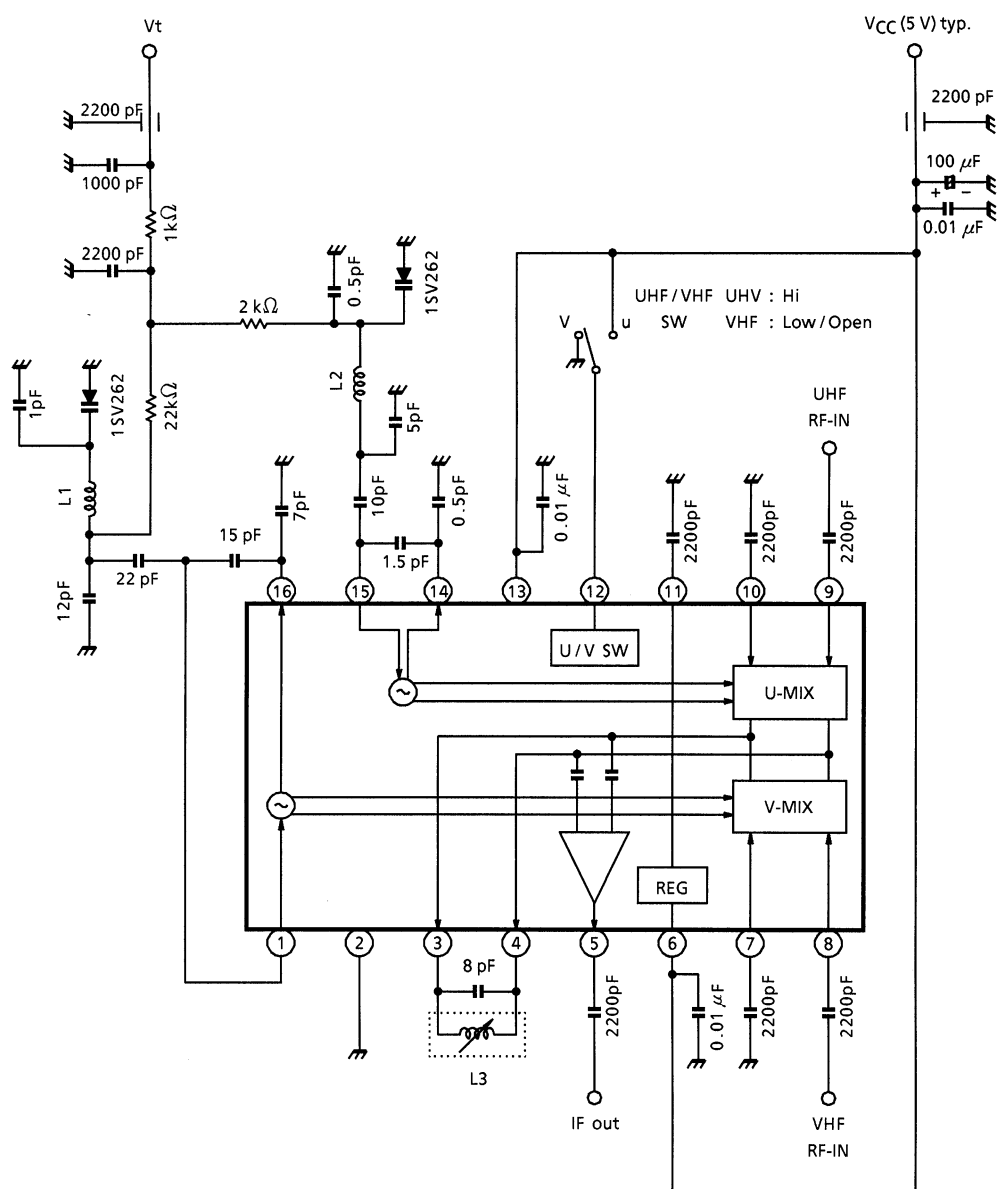 Vt
VCC (5 V) typ.
2200 pF
2200 pF
1000 pF
100 μF
+ −
0.01 μF
1kΩ
2200 pF
2 kΩ
0.5pF
1SV262
UHF/VHF UHV : Hi
SW VHF : Low/Open
V
u
1pF
1SV262
22kΩ
L2
5pF
UHF
RF-IN
L1
7pF
10pF
0.5pF
0.01 μF
2200pF
2200pF
2200pF
15 pF
22 pF
1.5 pF
12pF
16
15
14
13
12
11
10
9
U/V SW
U-MIX
~
~
V-MIX
REG
1
2
3
4
5
6
7
8
8 pF
L3
2200pF
0.01 μF
2200pF
2200pF
IF out
VHF
RF-IN